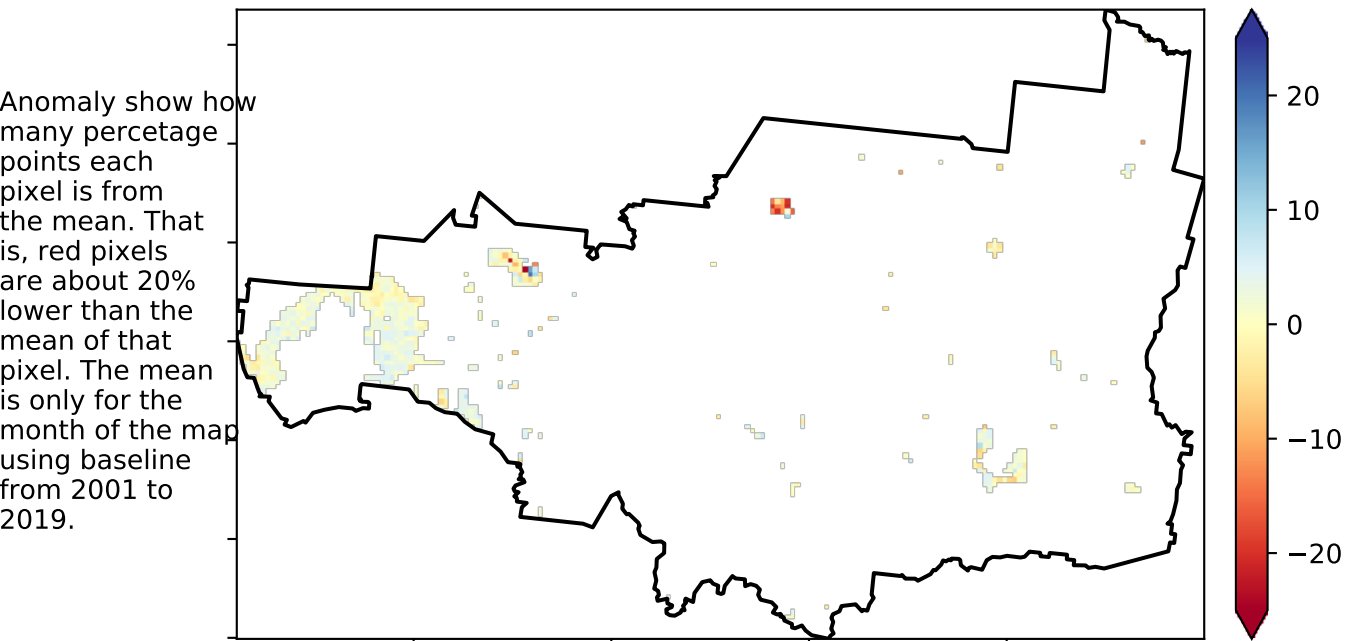 Anomaly show how
many percetage
points each
pixel is from
the mean. That
is, red pixels
are about 20%
lower than the
mean of that
pixel. The mean
is only for the
month of the map
using baseline
from 2001 to
2019.
20
10
0
−10
−20